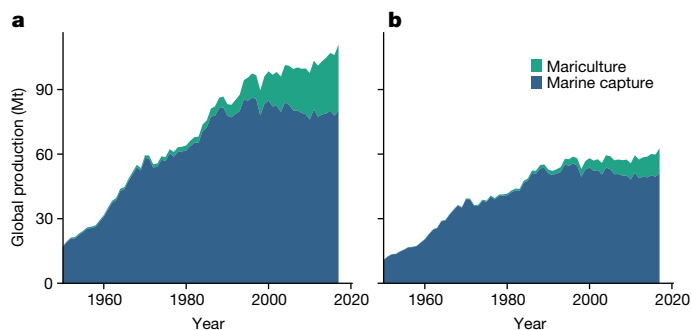 a
b
Mariculture
Marine capture
Global production (Mt)
90
60
30
0
1960
1980
2000
2020
Year
1960
1980
2000
2020
Year